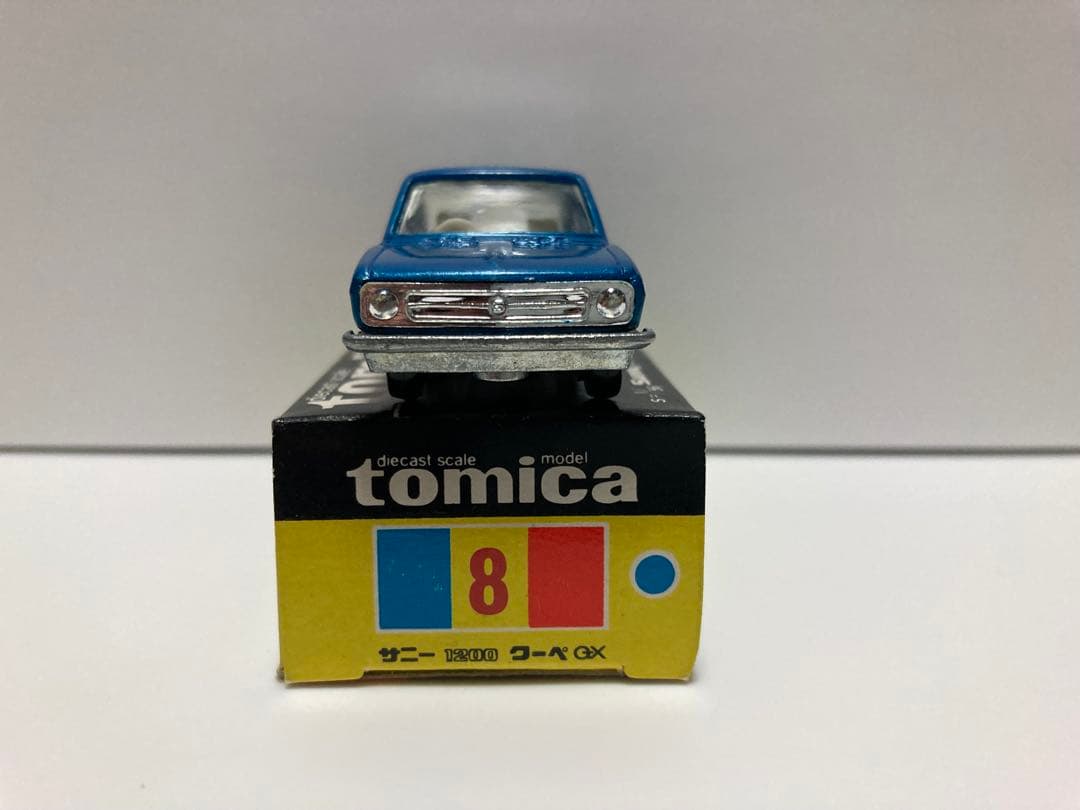 diecast scale model
tomica
8
サニー 1200 クーペ GX